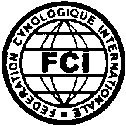 FEDERATION CYNOLOGIQUE INTERNATIONALE
FCI